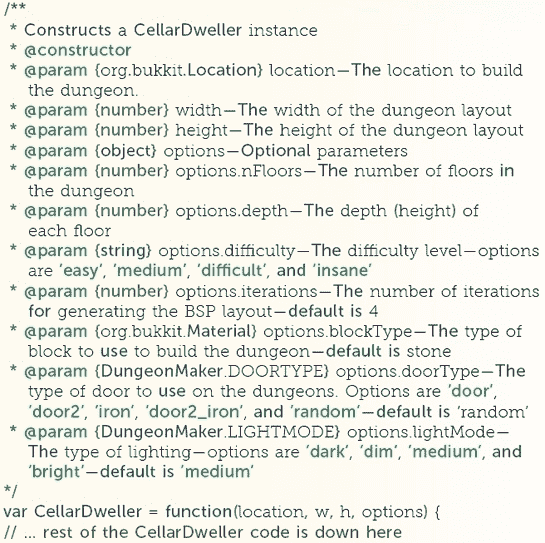 /**
* Constructs a CellarDweller instance
* @constructor
* @param {org.bukkit.Location} location—The location to build
the dungeon.
* @param {number} width—The width of the dungeon layout
* @param {number} height—The height of the dungeon layout
* @param {object} options—Optional parameters
* @param {number} options.nFloors—The number of floors in
the dungeon
* @param {number} options.depth—The depth (height) of
each floor
* @param {string} options.difficulty—The difficulty level—options
are 'easy', 'medium', 'difficult', and 'insane'
* @param {number} options.iterations—The number of iterations
for generating the BSP layout—default is 4
* @param {org.bukkit.Material} options.blockType—The type of
block to use to build the dungeon—default is stone
* @param {DungeonMaker.DOORTYPE} options.doorType—The
type of door to use on the dungeons. Options are 'door',
'door2', 'iron', 'door2_iron', and 'random'—default is 'random'
* @param {DungeonMaker.LIGHTMODE} options.lightMode—
The type of lighting—options are 'dark', 'dim', 'medium', and
'bright'—default is 'medium'
*/
var CellarDweller = function(location, w, h, options) {
// ... rest of the CellarDweller code is down here